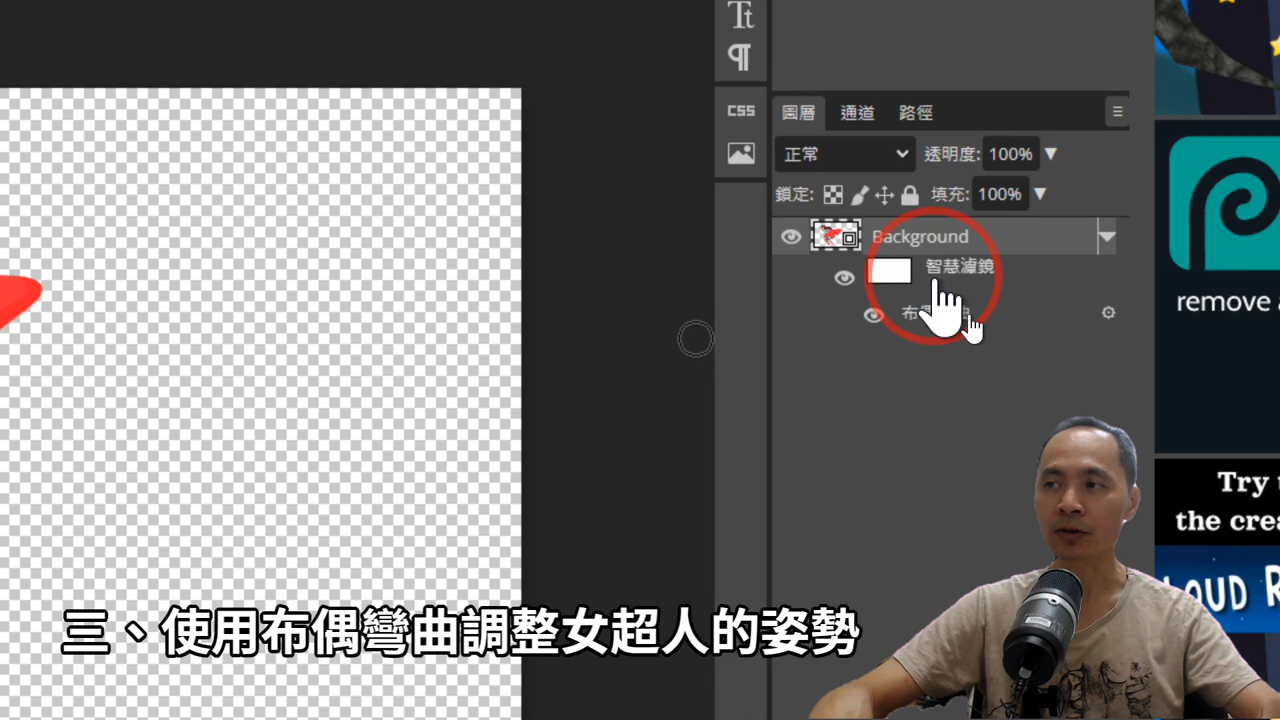 Tt
¶
CSS
圖層 通道 路徑
正常 透明度: 100%
鎖定: 填充: 100%
Background
智慧濾鏡
布
remove
Try
the crea
LOUD R
三、使用布偶彎曲調整女超人的姿勢